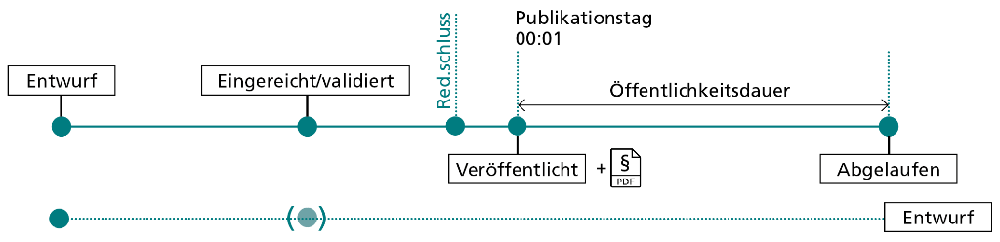 Publikationstag
00:01
Red.schluss
Entwurf
Eingereicht/validiert
Öffentlichkeitsdauer
Veröffentlicht
+
§
PDF
Abgelaufen
( )
Entwurf